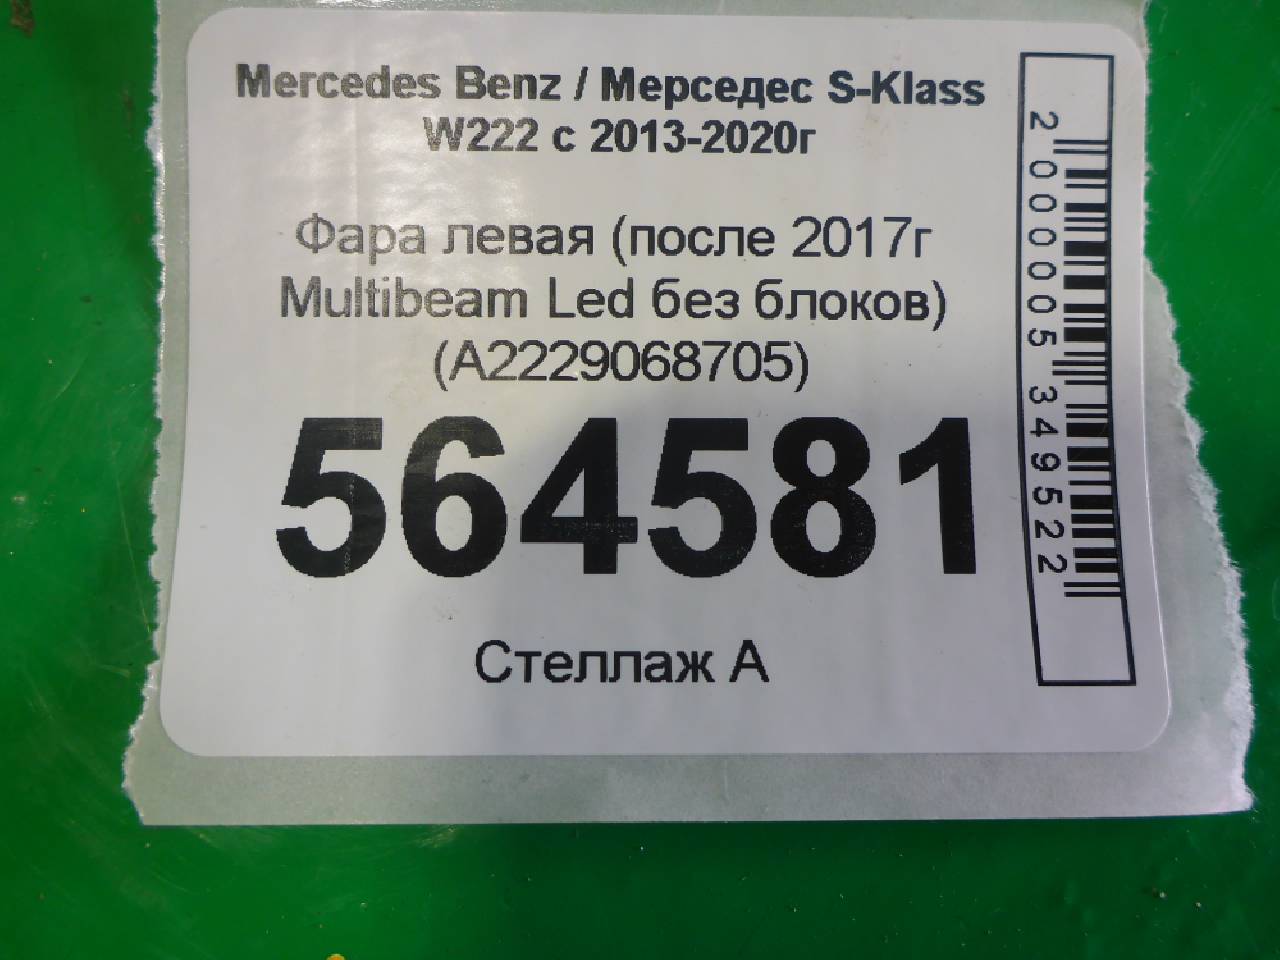 Mercedes Benz / Мерседес S-Klass
W222 с 2013-2020г
Фара левая (после 2017г
Multibeam Led без блоков)
(A2229068705)
564581
Стеллаж А
2000005349522